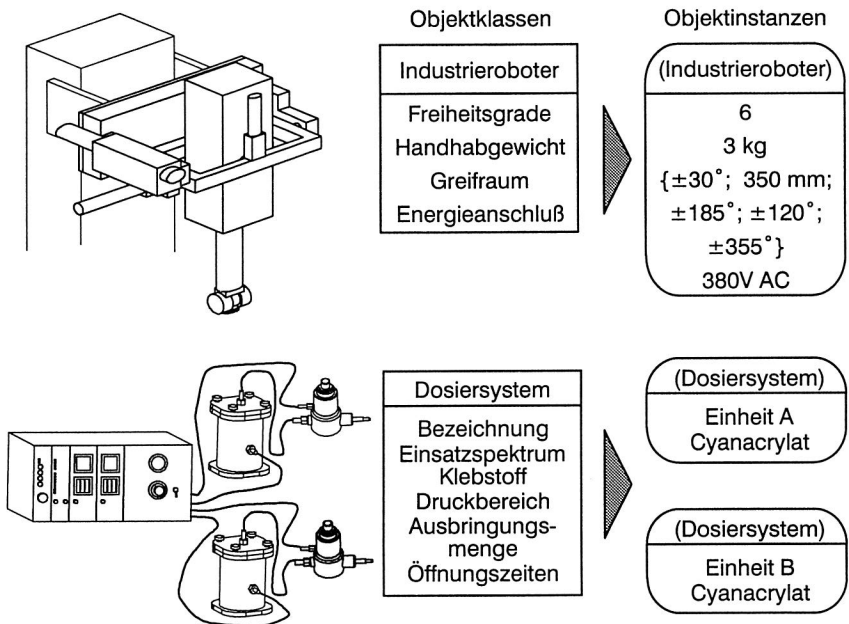 Objektklassen
Objektinstanzen
Industrieroboter
Freiheitsgrade
Handhabgewicht
Greifraum
Energieanschluß
(Industrieroboter)
6
3 kg
{±30°; 350 mm;
±185°; ±120°;
±355°}
380V AC
Dosiersystem
Bezeichnung
Einsatzspektrum
Klebstoff
Druckbereich
Ausbringungs-
menge
Öffnungszeiten
(Dosiersystem)
Einheit A
Cyanacrylat
(Dosiersystem)
Einheit B
Cyanacrylat